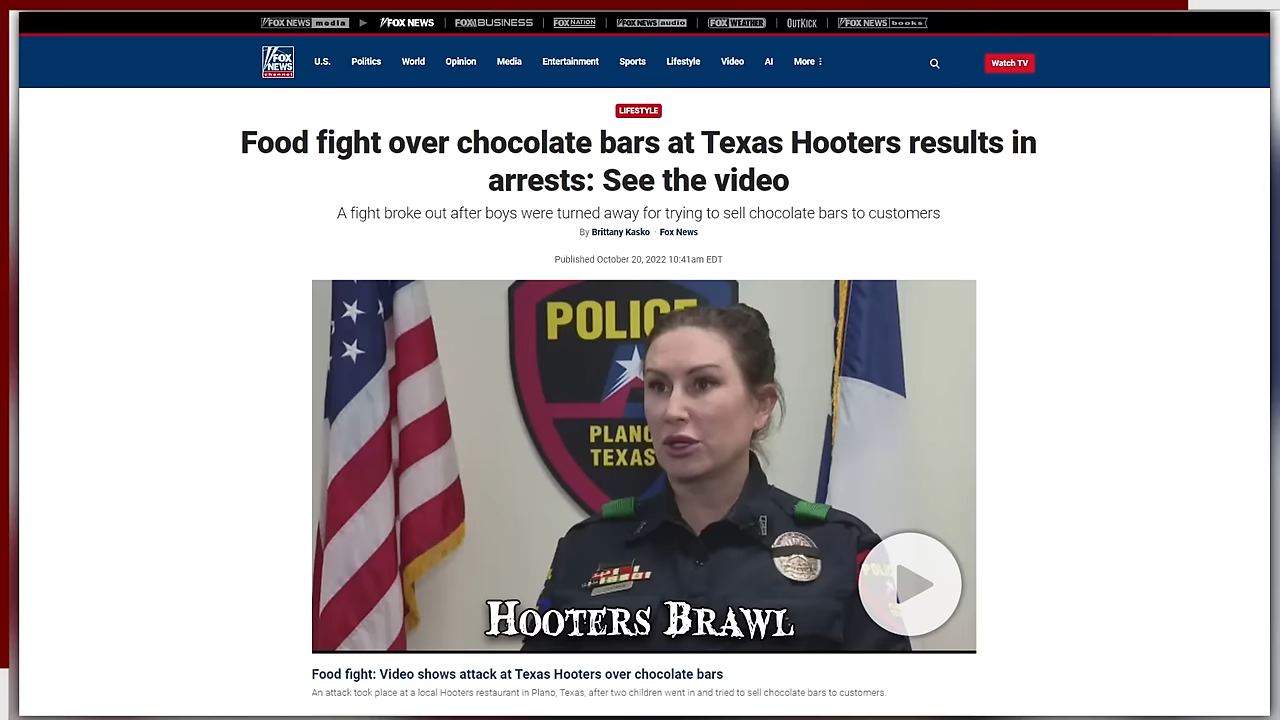 FOX NEWS media FOX NEWS FOX BUSINESS FOX NATION FOX NEWS audio FOX WEATHER OUTKICK FOX NEWS books
FOX NEWS channel
U.S. Politics World Opinion Media Entertainment Sports Lifestyle Video AI More Watch TV
LIFESTYLE
Food fight over chocolate bars at Texas Hooters results in
arrests: See the video
A fight broke out after boys were turned away for trying to sell chocolate bars to customers
By Brittany Kasko · Fox News
Published October 20, 2022 10:41am EDT
POLICE
PLANO
TEXAS
HOOTERS BRAWL
Food fight: Video shows attack at Texas Hooters over chocolate bars
An attack took place at a local Hooters restaurant in Plano, Texas, after two children went in and tried to sell chocolate bars to customers.